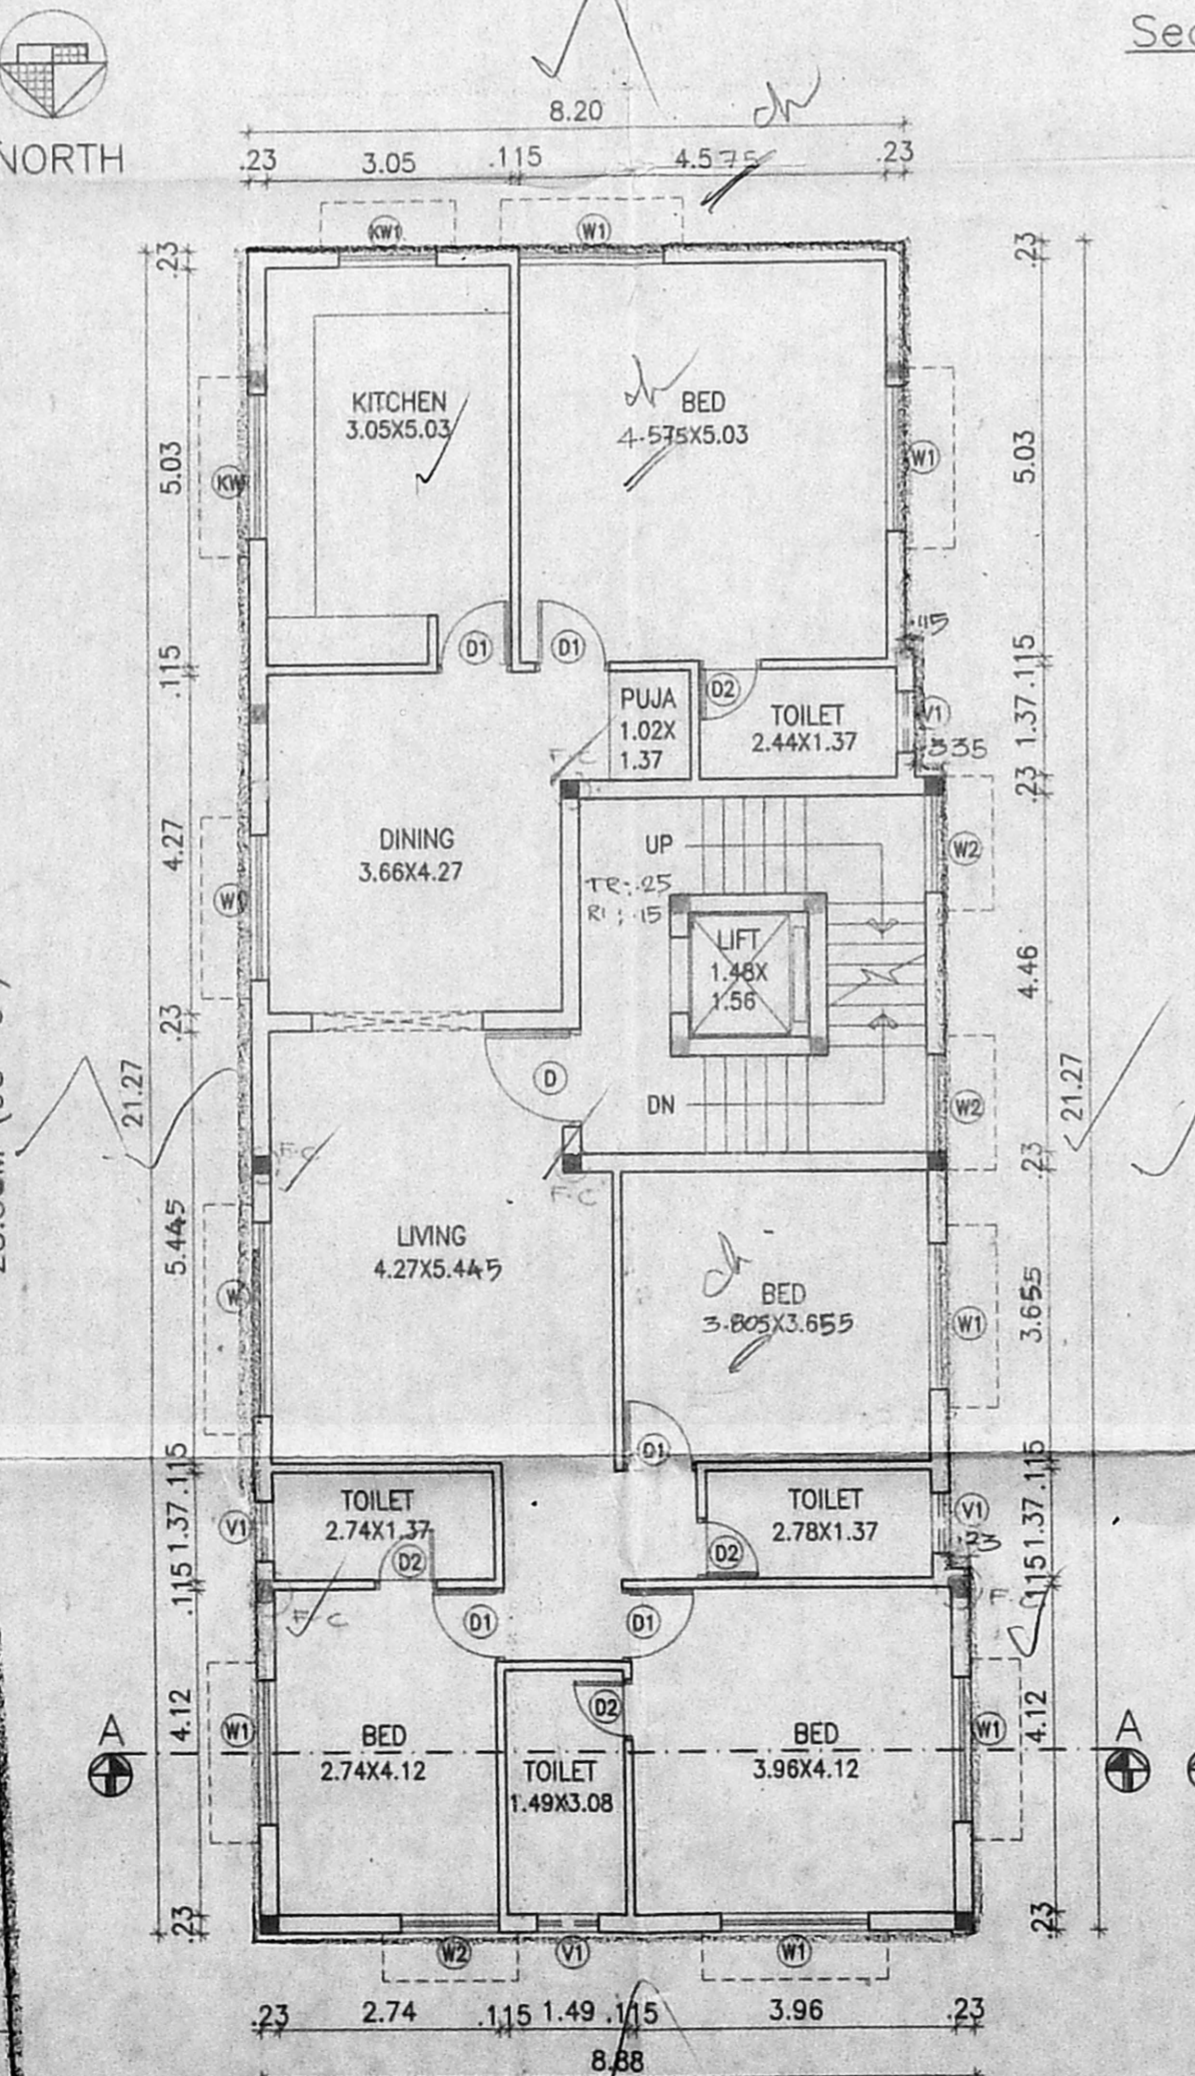 NORTH
8.20
.23 3.05 .115 4.575 .23
KW1
W1
.23
.23
KITCHEN
3.05X5.03
BED
4.575X5.03
5.03
5.03
KW
W1
D1
D1
.115
.115
.115
PUJA
1.02X
1.37
D2
TOILET
2.44X1.37
V1
1.37
.335
F-C
.23
DINING
3.66X4.27
4.27
W1
UP
TR:.25
RI:.15
W2
LIFT
1.48X
1.56
4.46
.23
D
DN
W2
21.27
21.27
F-C
F-C
.23
LIVING
4.27X5.445
5.445
W
BED
3.805X3.655
W1
3.655
D1
.115
.115
TOILET
2.74X1.37
TOILET
2.78X1.37
V1
V1
1.37
1.37
D2
D2
.23
.115
.115
F-C
D1
D1
D2
A
A
W1
W1
4.12
4.12
BED
2.74X4.12
TOILET
1.49X3.08
BED
3.96X4.12
.23
.23
W2
V1
W1
.23 2.74 .115 1.49 .115 3.96 .23
8.88